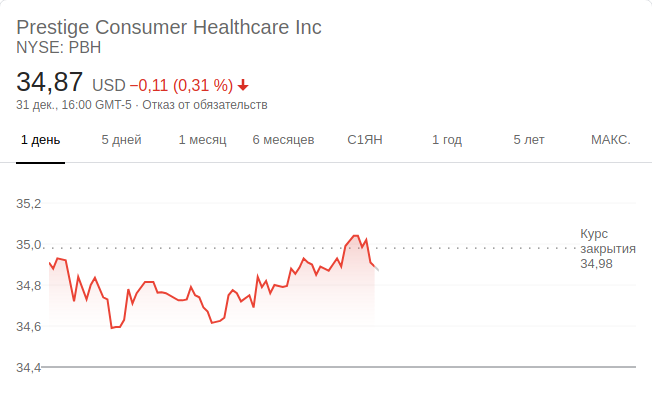 Prestige Consumer Healthcare Inc
NYSE: PBH
34,87 USD −0,11 (0,31 %)
31 дек., 16:00 GMT-5 · Отказ от обязательств
1 день 5 дней 1 месяц 6 месяцев С1ЯН 1 год 5 лет МАКС.
35,2
35,0
34,8
34,6
34,4
Курс
закрытия
34,98